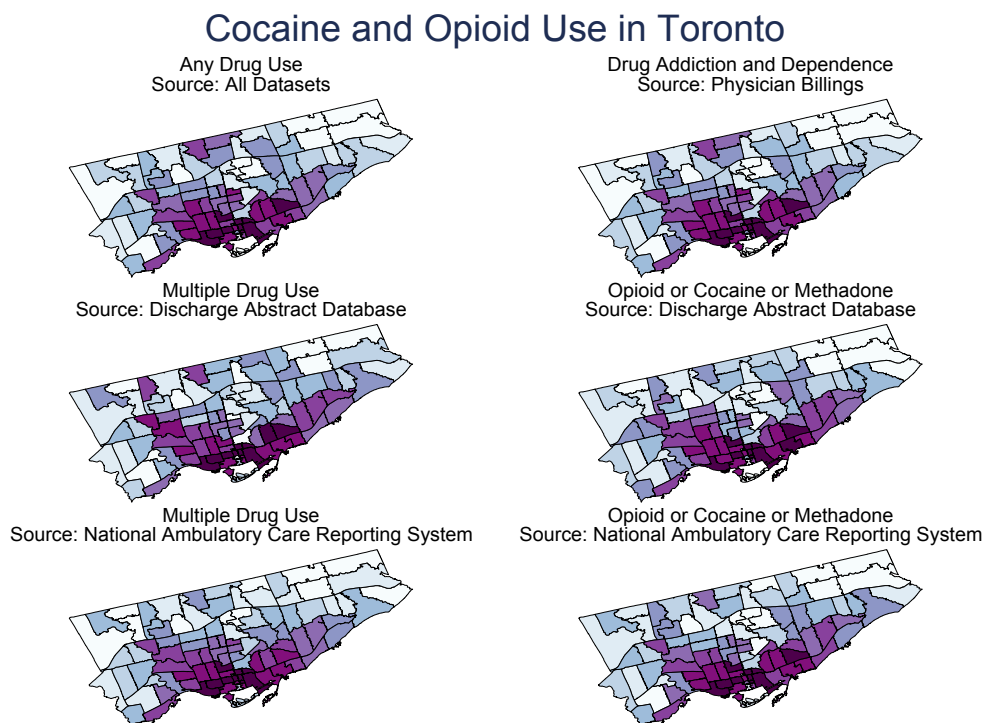 Cocaine and Opioid Use in Toronto
Any Drug Use
Source: All Datasets
Drug Addiction and Dependence
Source: Physician Billings
Multiple Drug Use
Source: Discharge Abstract Database
Opioid or Cocaine or Methadone
Source: Discharge Abstract Database
Multiple Drug Use
Source: National Ambulatory Care Reporting System
Opioid or Cocaine or Methadone
Source: National Ambulatory Care Reporting System